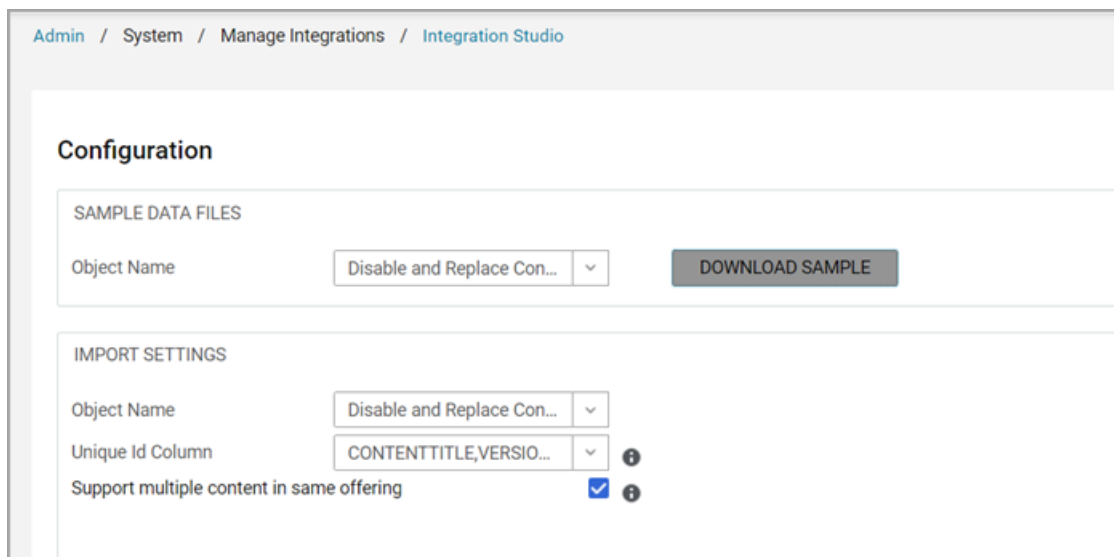 Admin / System / Manage Integrations / Integration Studio
Configuration
SAMPLE DATA FILES
Object Name Disable and Replace Con... DOWNLOAD SAMPLE
IMPORT SETTINGS
Object Name Disable and Replace Con...
Unique Id Column CONTENTTITLE,VERSIO...
Support multiple content in same offering